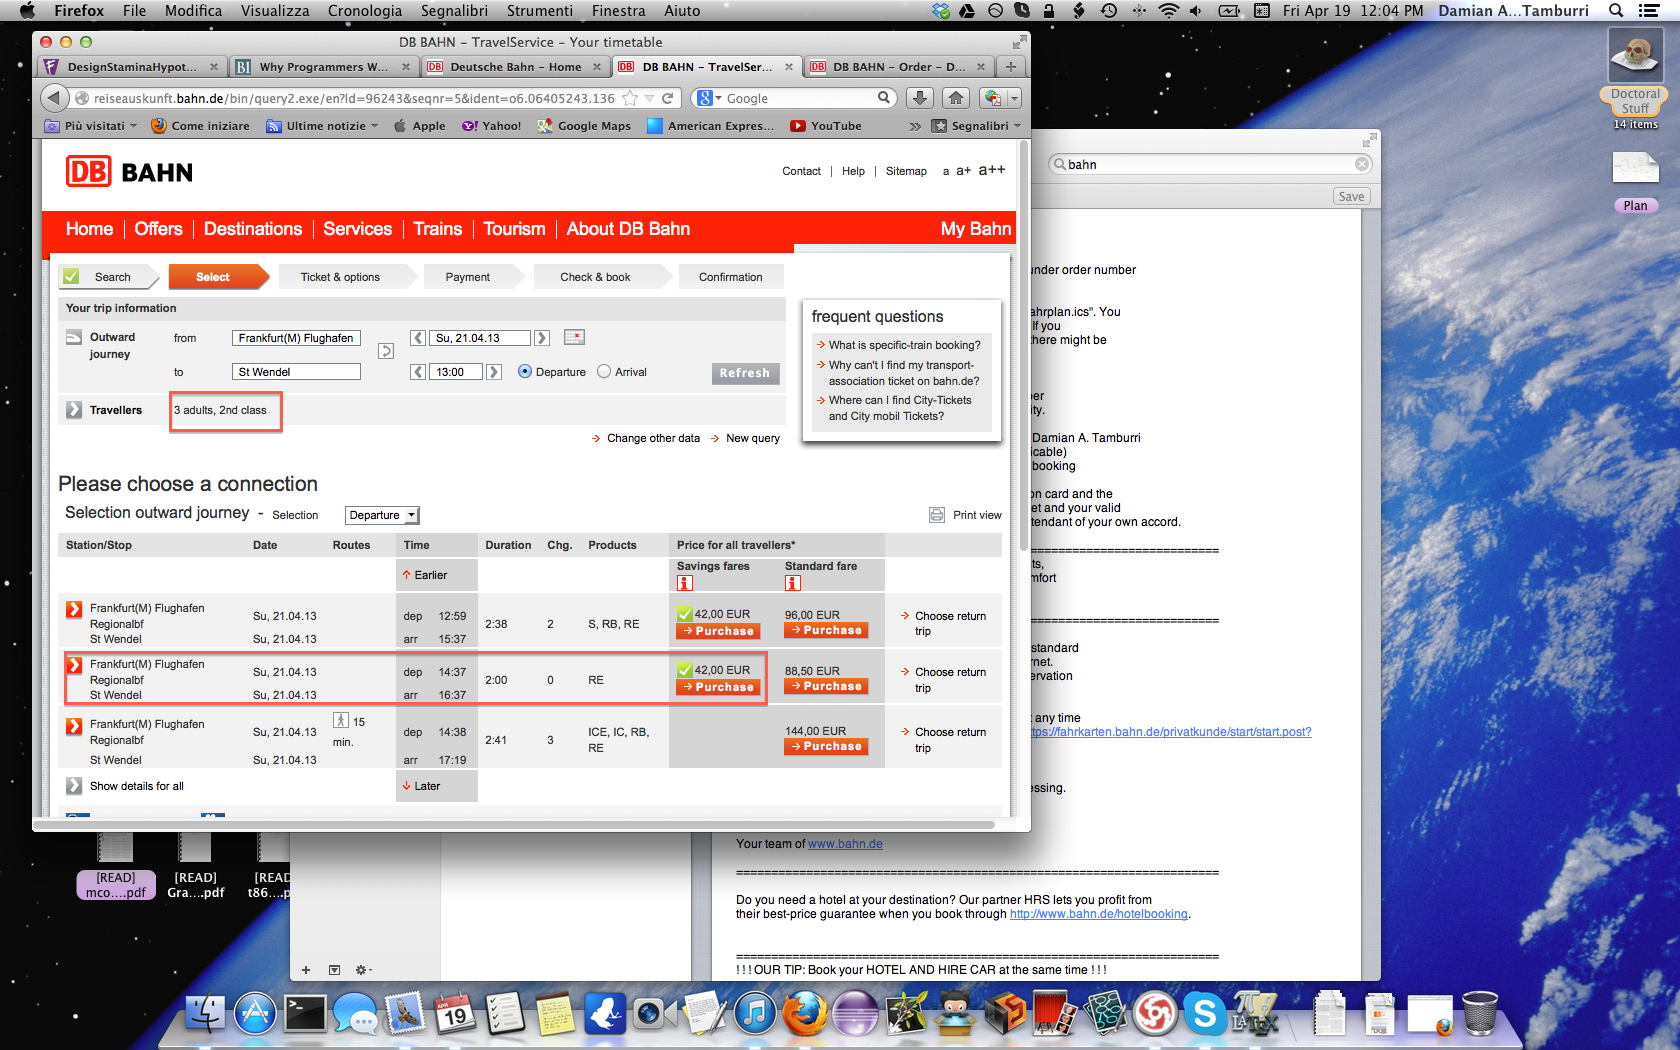 Firefox File Modifica Visualizza Cronologia Segnalibri Strumenti Finestra Aiuto Fri Apr 19 12:04 PM Damian A...Tamburri
DB BAHN – TravelService – Your timetable
DesignStaminaHypot... Why Programmers W... Deutsche Bahn – Home DB BAHN – TravelSer... DB BAHN – Order – D...
reiseauskunft.bahn.de/bin/query2.exe/en?ld=96243&seqnr=5&ident=o6.06405243.136 Google
Più visitati Come iniziare Ultime notizie Apple Yahoo! Google Maps American Expres... YouTube » Segnalibri
DB BAHN
Contact | Help | Sitemap a a+ a++
Home | Offers | Destinations | Services | Trains | Tourism | About DB Bahn My Bahn
Search Select Ticket & options Payment Check & book Confirmation
Your trip information
Outward journey from Frankfurt(M) Flughafen Su, 21.04.13
to St Wendel 13:00 Departure Arrival Refresh
Travellers 3 adults, 2nd class
Change other data New query
frequent questions
What is specific-train booking?
Why can't I find my transport-
association ticket on bahn.de?
Where can I find City-Tickets
and City mobil Tickets?
Please choose a connection
Selection outward journey - Selection Departure Print view
Station/Stop Date Routes Time Duration Chg. Products Price for all travellers*
Earlier Savings fares Standard fare
Frankfurt(M) Flughafen
Regionalbf Su, 21.04.13 dep 12:59 2:38 2 S, RB, RE 42,00 EUR 96,00 EUR Choose return
St Wendel Su, 21.04.13 arr 15:37 Purchase Purchase trip
Frankfurt(M) Flughafen
Regionalbf Su, 21.04.13 dep 14:37 2:00 0 RE 42,00 EUR 88,50 EUR Choose return
St Wendel Su, 21.04.13 arr 16:37 Purchase Purchase trip
Frankfurt(M) Flughafen 15
Regionalbf Su, 21.04.13 min. dep 14:38 2:41 3 ICE, IC, RB, RE 144,00 EUR Choose return
St Wendel Su, 21.04.13 arr 17:19 Purchase trip
Show details for all Later
bahn
Save
under order number
ahrplan.ics". You
If you
here might be
Damian A. Tamburri
icable)
booking
on card and the
et and your valid
tendant of your own accord.
===========================
ts,
mfort
===========================
standard
rnet.
ervation
t any time
ttps://fahrkarten.bahn.de/privatkunde/start/start.post?
essing.
Your team of www.bahn.de
=====================================================================
Do you need a hotel at your destination? Our partner HRS lets you profit from
their best-price guarantee when you book through http://www.bahn.de/hotelbooking.
=====================================================================
!!! OUR TIP: Book your HOTEL AND HIRE CAR at the same time !!!
Doctoral
Stuff
14 items
Plan
[READ]
mco....pdf
[READ]
Gra....pdf
[READ]
t86....p
APR
19
LATEX